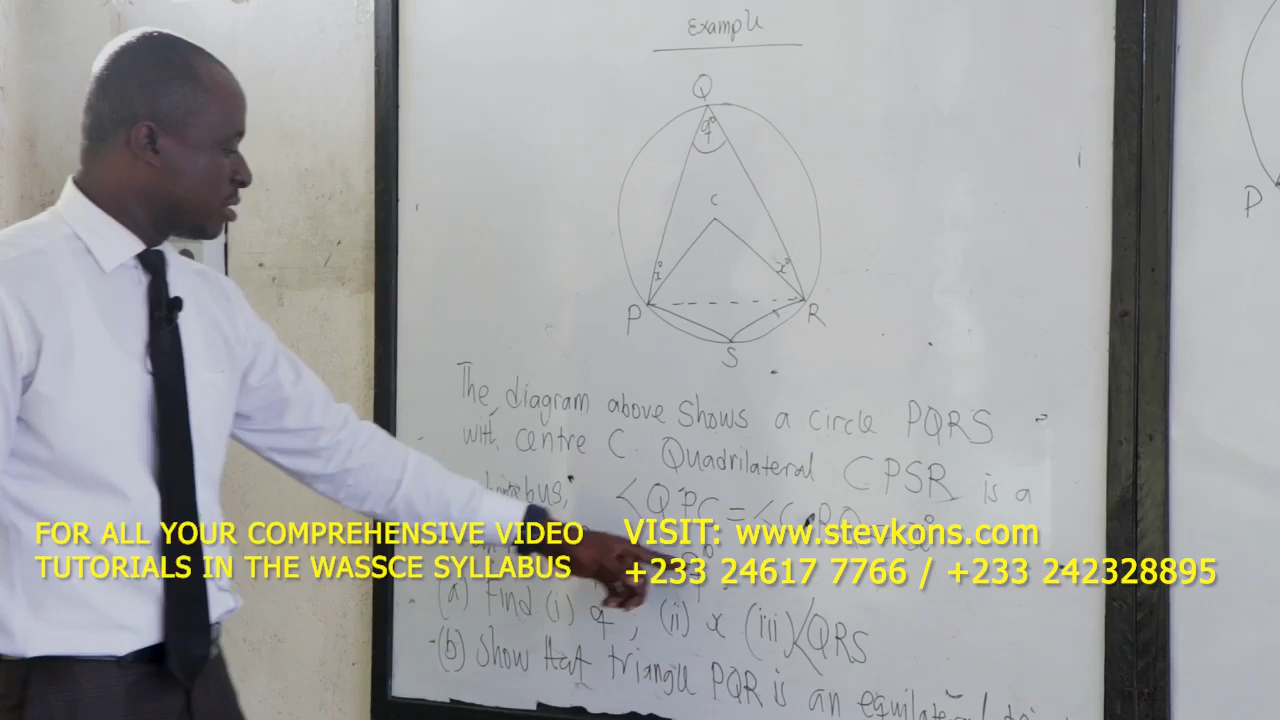 Example
Q
q°
C
x° x°
P R
S
P
The diagram above Shows a circle PQRS
with centre C. Quadrilateral CPSR is a
<QPC = <
FOR ALL YOUR COMPREHENSIVE VIDEO
TUTORIALS IN THE WASSCE SYLLABUS
VISIT: www.stevkons.com
+233 24617 7766 / +233 242328895
(a) Find (i) q, (ii) x (iii) <QRS
(b) Show that triangle PQR is an equilateral